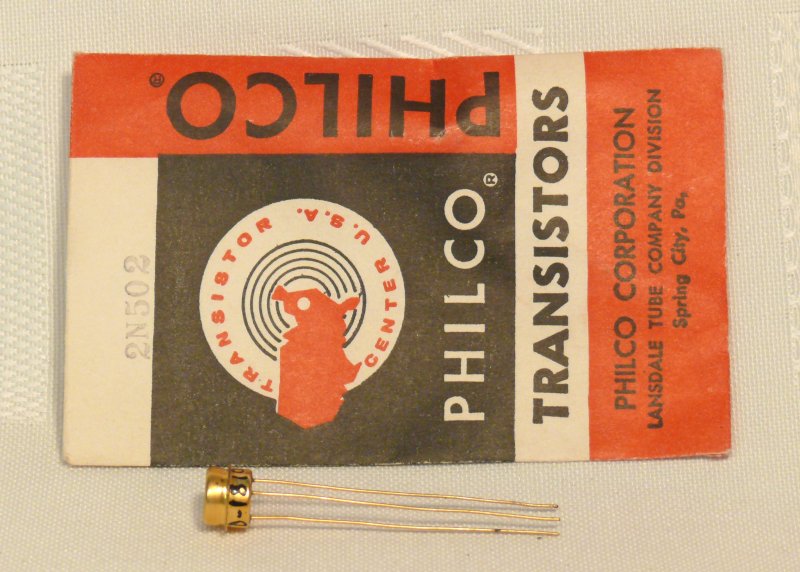 PHILCO®
2N502
TRANSISTOR CENTER U.S.A.
PHILCO®
TRANSISTORS
PHILCO CORPORATION
LANSDALE TUBE COMPANY DIVISION
Spring City, Pa.